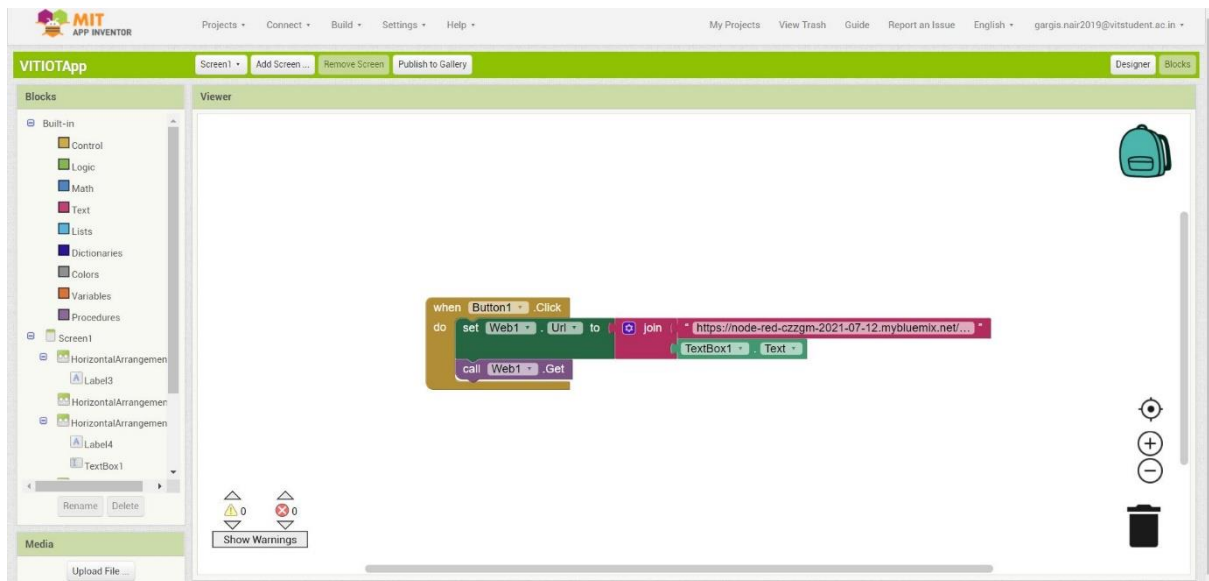 MIT
APP INVENTOR
Projects Connect Build Settings Help My Projects View Trash Guide Report an Issue English gargis.nair2019@vitstudent.ac.in
VITIOTApp Screen1 Add Screen ... Remove Screen Publish to Gallery Designer Blocks
Blocks Viewer
Built-in
Control
Logic
Math
Text
Lists
Dictionaries
Colors
Variables
Procedures
Screen1
HorizontalArrangemen
Label3
HorizontalArrangemen
HorizontalArrangemen
Label4
TextBox1
Rename Delete
Media
Upload File ...
when Button1 .Click
do set Web1 . Url to join " https://node-red-czzgm-2021-07-12.mybluemix.net/... "
TextBox1 . Text
call Web1 .Get
0 0
Show Warnings